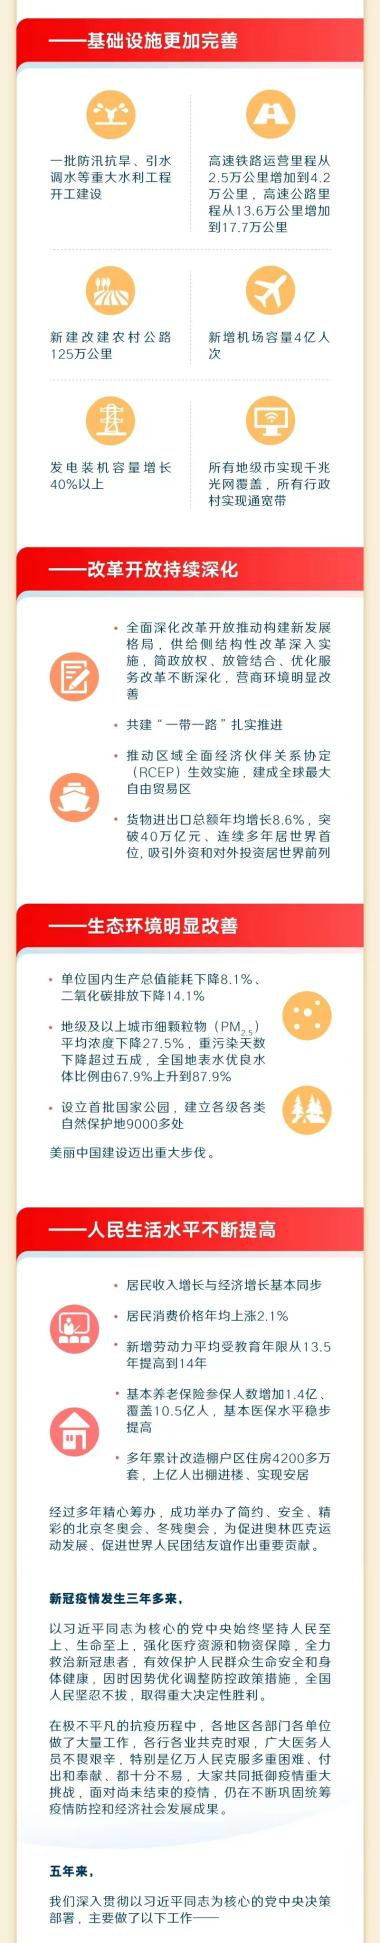 ——基础设施更加完善
一批防汛抗旱、引水
调水等重大水利工程
开工建设
高速铁路运营里程从
2.5万公里增加到4.2
万公里，高速公路里
程从13.6万公里增加
到17.7万公里
新建改建农村公路
125万公里
新增机场容量4亿人
次
发电装机容量增长
40%以上
所有地级市实现千兆
光网覆盖，所有行政
村实现通宽带
——改革开放持续深化
• 全面深化改革开放推动构建新发展
格局，供给侧结构性改革深入实
施，简政放权、放管结合、优化服
务改革不断深化，营商环境明显改
善
• 共建“一带一路”扎实推进
• 推动区域全面经济伙伴关系协定
（RCEP）生效实施，建成全球最大
自由贸易区
• 货物进出口总额年均增长8.6%，突
破40万亿元、连续多年居世界首
位，吸引外资和对外投资居世界前列
——生态环境明显改善
• 单位国内生产总值能耗下降8.1%、
二氧化碳排放下降14.1%
• 地级及以上城市细颗粒物（PM2.5）
平均浓度下降27.5%，重污染天数
下降超过五成，全国地表水优良水
体比例由67.9%上升到87.9%
• 设立首批国家公园，建立各级各类
自然保护地9000多处
美丽中国建设迈出重大步伐。
——人民生活水平不断提高
• 居民收入增长与经济增长基本同步
• 居民消费价格年均上涨2.1%
• 新增劳动力平均受教育年限从13.5
年提高到14年
• 基本养老保险参保人数增加1.4亿、
覆盖10.5亿人，基本医保水平稳步
提高
• 多年累计改造棚户区住房4200多万
套，上亿人出棚进楼、实现安居
经过多年精心筹办，成功举办了简约、安全、精
彩的北京冬奥会、冬残奥会，为促进奥林匹克运
动发展、促进世界人民团结友谊作出重要贡献。
新冠疫情发生三年多来，
以习近平同志为核心的党中央始终坚持人民至
上、生命至上，强化医疗资源和物资保障，全力
救治新冠患者，有效保护人民群众生命安全和身
体健康，因时因势优化调整防控政策措施，全国
人民坚忍不拔，取得重大决定性胜利。
在极不平凡的抗疫历程中，各地区各部门各单位
做了大量工作，各行各业共克时艰，广大医务人
员不畏艰辛，特别是亿万人民克服多重困难、付
出和奉献、都十分不易，大家共同抵御疫情重大
挑战，面对尚未结束的疫情，仍在不断巩固统筹
疫情防控和经济社会发展成果。
五年来，
我们深入贯彻以习近平同志为核心的党中央决策
部署，主要做了以下工作——